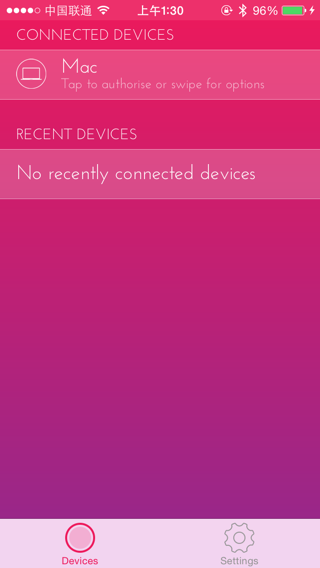 中国联通 上午1:30 96%
CONNECTED DEVICES
Mac
Tap to authorise or swipe for options
RECENT DEVICES
No recently connected devices
Devices Settings